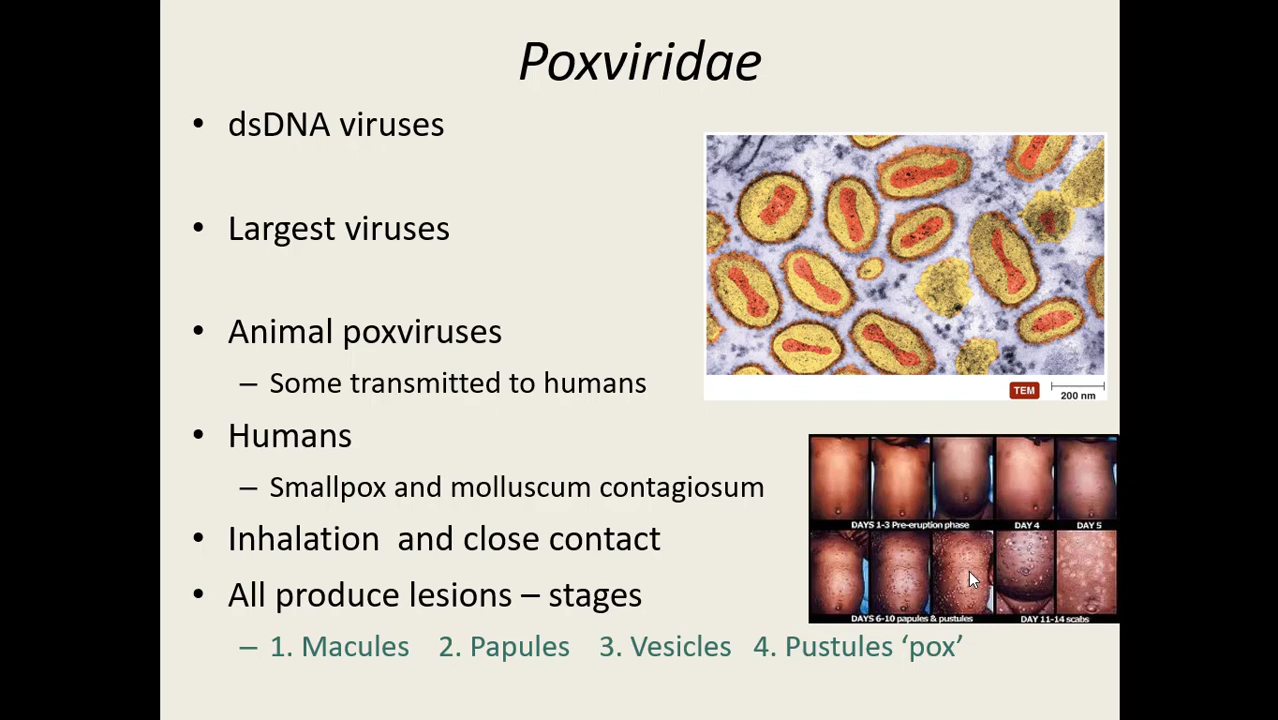 Poxviridae
• dsDNA viruses
• Largest viruses
• Animal poxviruses
– Some transmitted to humans
• Humans
– Smallpox and molluscum contagiosum
• Inhalation  and close contact
• All produce lesions – stages
– 1. Macules 2. Papules 3. Vesicles 4. Pustules ‘pox’
TEM
200 nm
DAYS 1-3 Pre-eruption phase
DAY 4
DAY 5
DAYS 6-10 papules & pustules
DAY 11-14 scabs